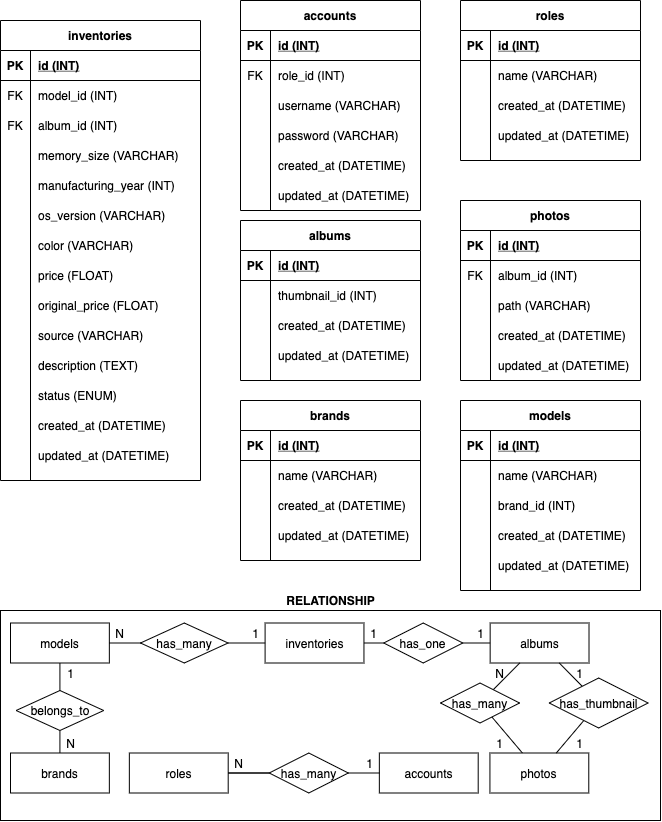 inventories
PK id (INT)
FK model_id (INT)
FK album_id (INT)
memory_size (VARCHAR)
manufacturing_year (INT)
os_version (VARCHAR)
color (VARCHAR)
price (FLOAT)
original_price (FLOAT)
source (VARCHAR)
description (TEXT)
status (ENUM)
created_at (DATETIME)
updated_at (DATETIME)
accounts
PK id (INT)
FK role_id (INT)
username (VARCHAR)
password (VARCHAR)
created_at (DATETIME)
updated_at (DATETIME)
roles
PK id (INT)
name (VARCHAR)
created_at (DATETIME)
updated_at (DATETIME)
albums
PK id (INT)
thumbnail_id (INT)
created_at (DATETIME)
updated_at (DATETIME)
photos
PK id (INT)
FK album_id (INT)
path (VARCHAR)
created_at (DATETIME)
updated_at (DATETIME)
brands
PK id (INT)
name (VARCHAR)
created_at (DATETIME)
updated_at (DATETIME)
models
PK id (INT)
name (VARCHAR)
brand_id (INT)
created_at (DATETIME)
updated_at (DATETIME)
RELATIONSHIP
models N has_many 1 inventories 1 has_one 1 albums
1 N 1
belongs_to has_many has_thumbnail
N 1 1
brands roles N has_many 1 accounts photos